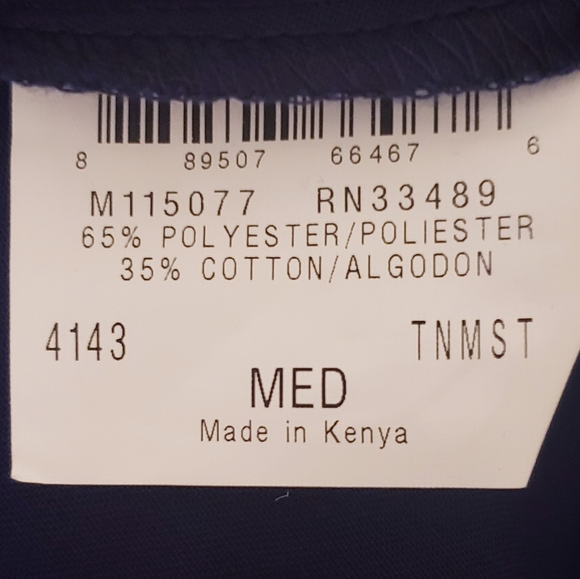 8 89507 66467 6
M115077 RN33489
65% POLYESTER/POLIESTER
35% COTTON/ALGODON
4143 TNMST
MED
Made in Kenya